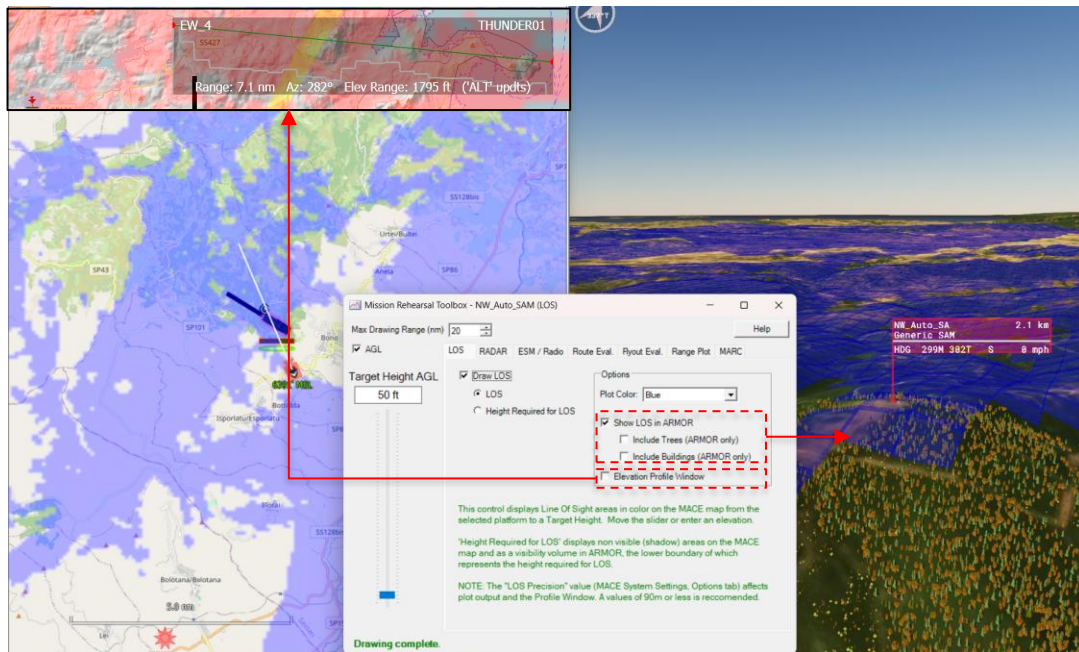 EW_4
THUNDER01
SS427
Range: 7.1 nm Az: 282° Elev Range: 1795 ft ('ALT' updts)
SP43
SS128bis
Anela
SP86
SP101
Bono
Bolotana/Bolotana
5.0 nm
Lei
Mission Rehearsal Toolbox - NW_Auto_SAM (LOS)
Max Drawing Range (nm) 20
Help
AGL
LOS RADAR ESM / Radio Route Eval. Flyout Eval. Range Plot MARC
Target Height AGL
50 ft
Draw LOS
LOS
Height Required for LOS
Options
Plot Color: Blue
Show LOS in ARMOR
Include Trees (ARMOR only)
Include Buildings (ARMOR only)
Elevation Profile Window
This control displays Line Of Sight areas in color on the MACE map from the
selected platform to a Target Height. Move the slider or enter an elevation.
'Height Required for LOS' displays non visible (shadow) areas on the MACE
map and as a visibility volume in ARMOR, the lower boundary of which
represents the height required for LOS.
NOTE: The "LOS Precision" value (MACE System Settings, Options tab) affects
plot output and the Profile Window. A values of 90m or less is reccomended.
Drawing complete.
NW_Auto_SA 2.1 km
Generic SAM
HDG 299M 302T S 0 mph